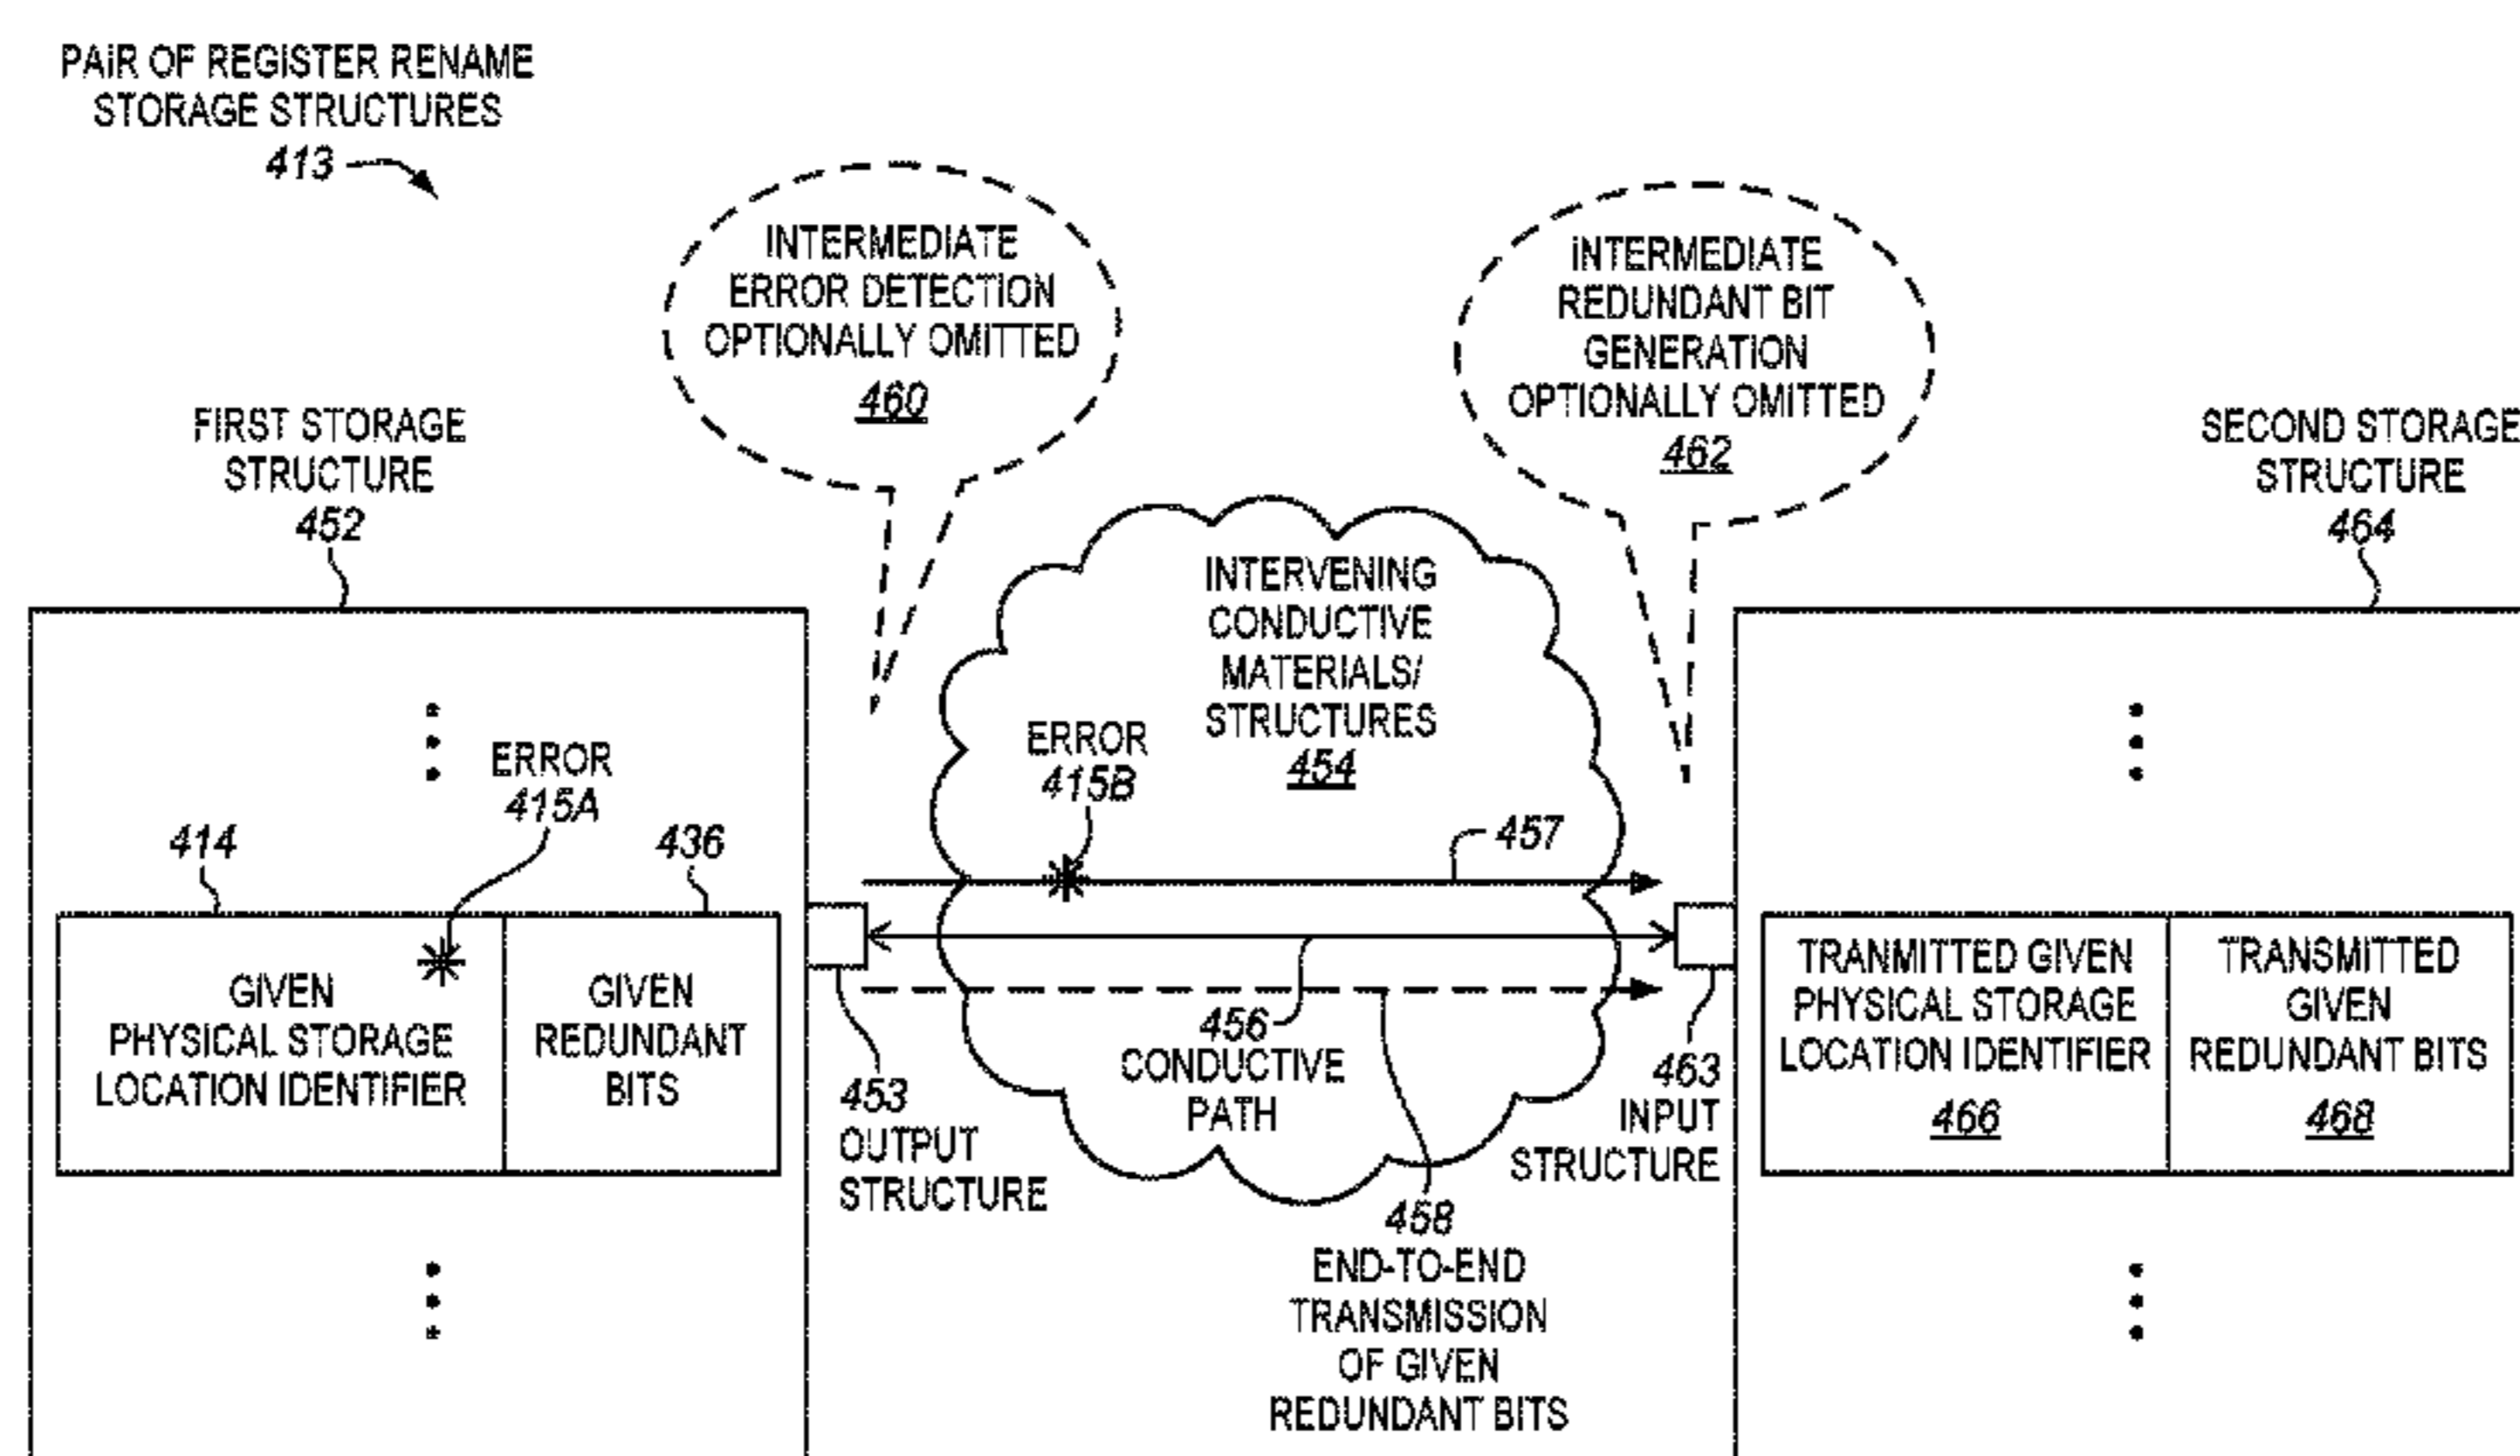 PAIR OF REGISTER RENAME
STORAGE STRUCTURES
413
INTERMEDIATE
ERROR DETECTION
OPTIONALLY OMITTED
460
INTERMEDIATE
REDUNDANT BIT
GENERATION
OPTIONALLY OMITTED
462
FIRST STORAGE
STRUCTURE
452
SECOND STORAGE
STRUCTURE
464
INTERVENING
CONDUCTIVE
MATERIALS/
STRUCTURES
454
ERROR
415A
ERROR
415B
414
436
457
GIVEN
PHYSICAL STORAGE
LOCATION IDENTIFIER
GIVEN
REDUNDANT
BITS
453
OUTPUT
STRUCTURE
456
CONDUCTIVE
PATH
463
INPUT
STRUCTURE
458
END-TO-END
TRANSMISSION
OF GIVEN
REDUNDANT BITS
TRANMITTED GIVEN
PHYSICAL STORAGE
LOCATION IDENTIFIER
466
TRANSMITTED
GIVEN
REDUNDANT BITS
468